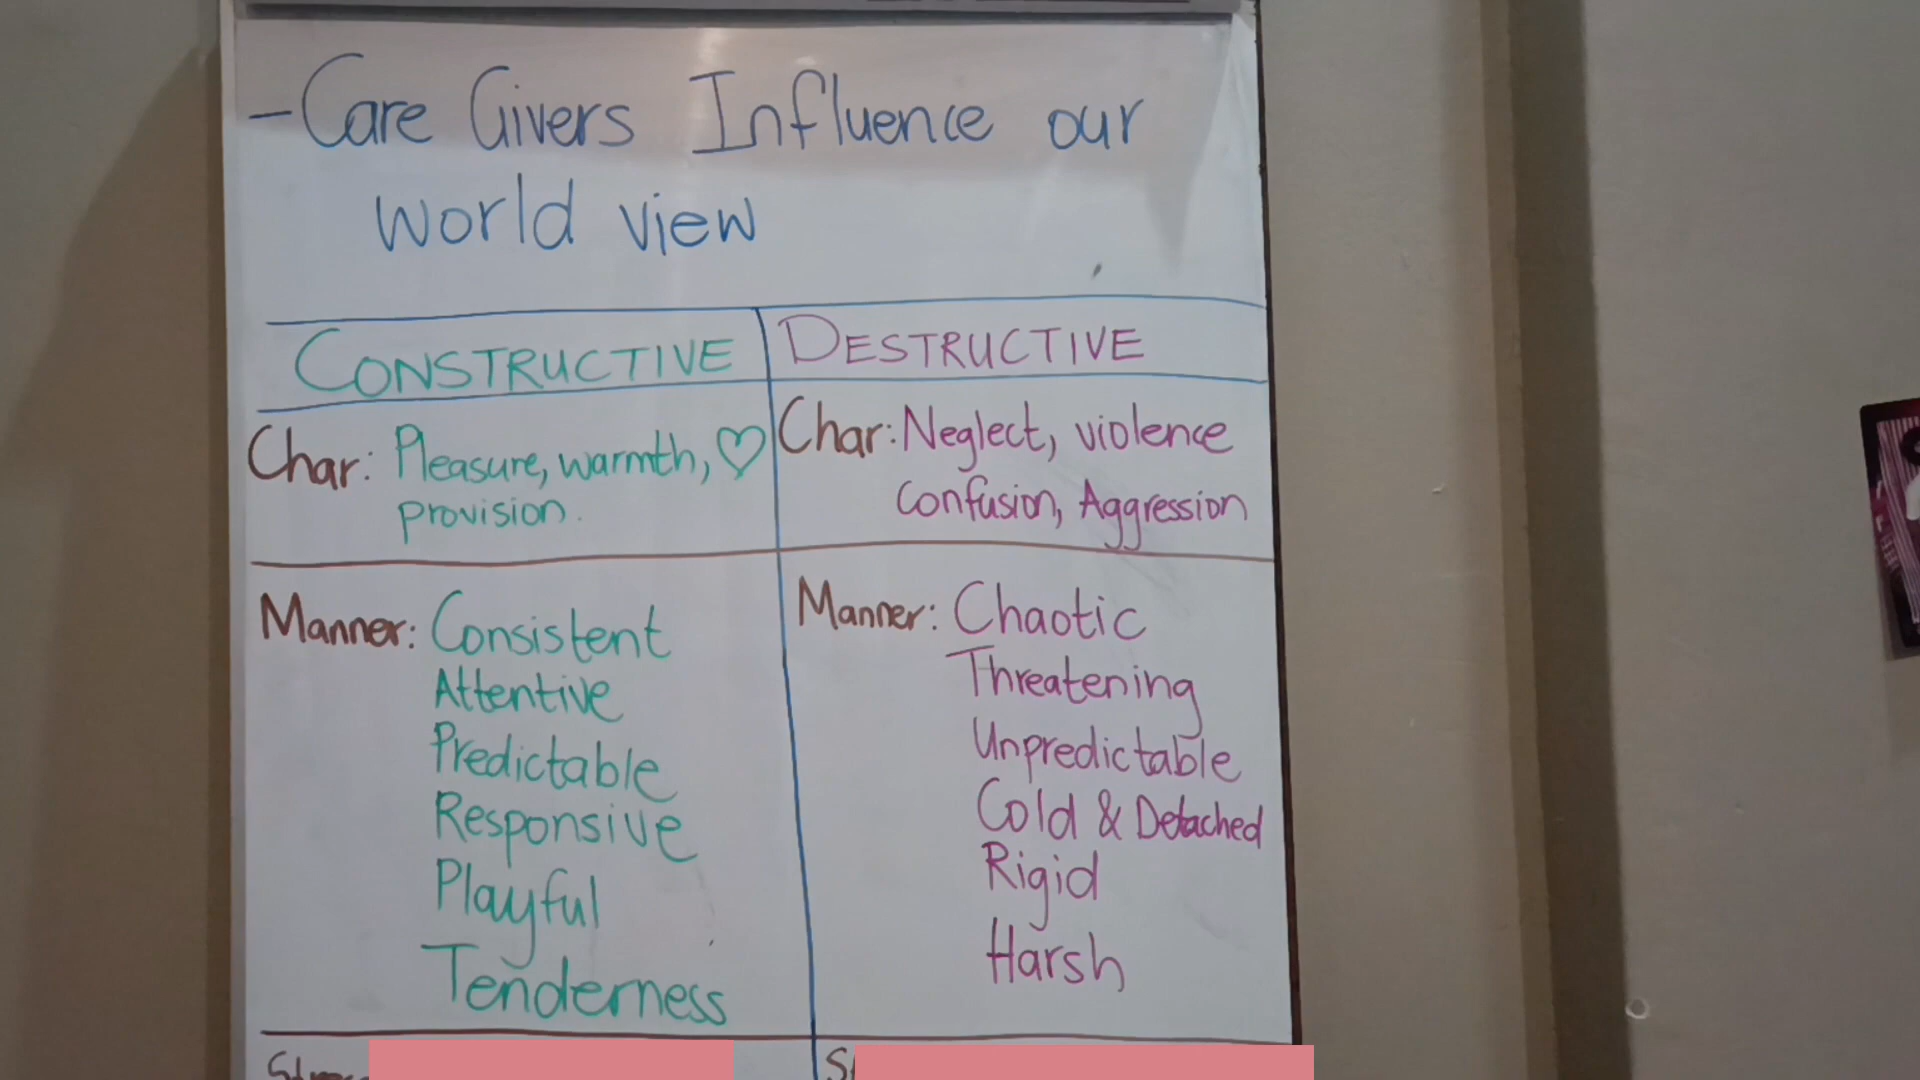 - Care Givers Influence our
world view
CONSTRUCTIVE
Char: Pleasure, warmth, ♡
provision.
Manner: Consistent
Attentive
Predictable
Responsive
Playful
Tenderness
DESTRUCTIVE
Char: Neglect, violence
Confusion, Aggression
Manner: Chaotic
Threatening
Unpredictable
Cold & Detached
Rigid
Harsh